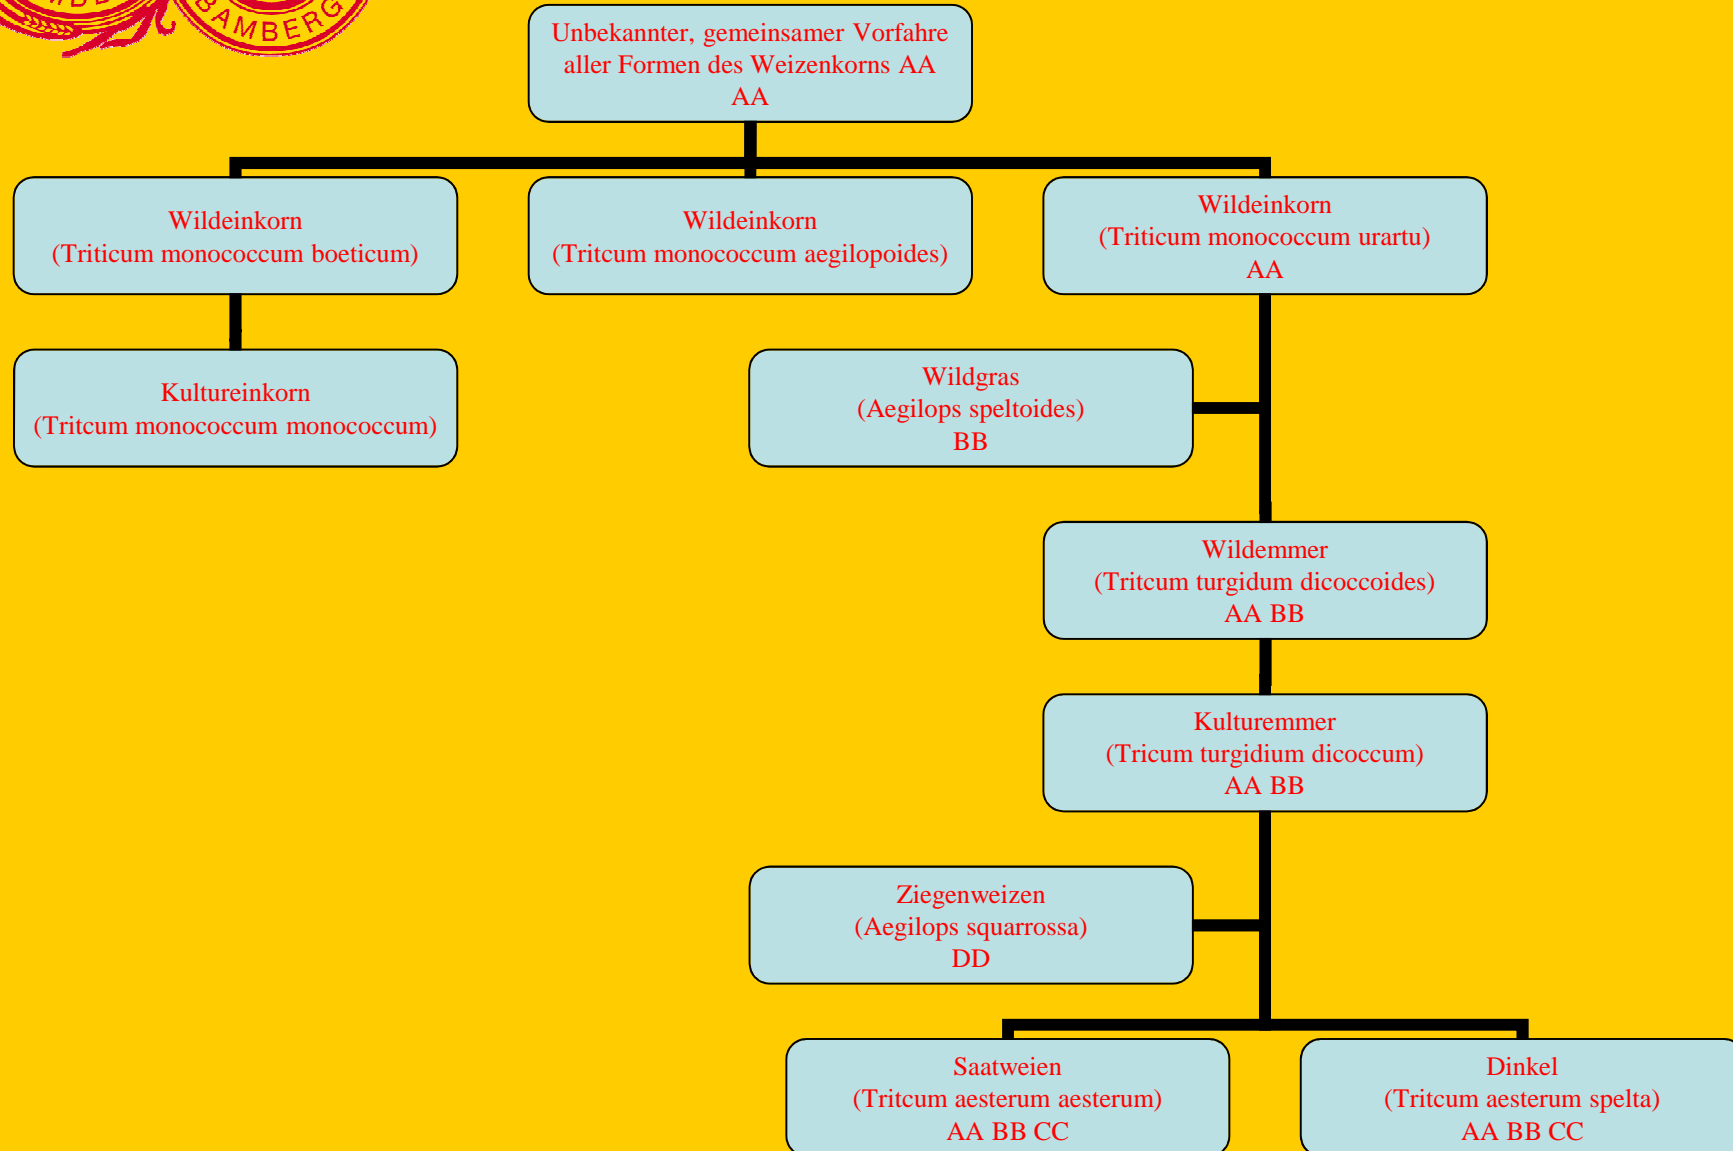 BAMBERG
Unbekannter, gemeinsamer Vorfahre
aller Formen des Weizenkorns AA
AA
Wildeinkorn
(Triticum monococcum boeticum)
Wildeinkorn
(Tritcum monococcum aegilopoides)
Wildeinkorn
(Triticum monococcum urartu)
AA
Kultureinkorn
(Tritcum monococcum monococcum)
Wildgras
(Aegilops speltoides)
BB
Wildemmer
(Tritcum turgidum dicoccoides)
AA BB
Kulturemmer
(Tricum turgidium dicoccum)
AA BB
Ziegenweizen
(Aegilops squarrossa)
DD
Saatweien
(Tritcum aesterum aesterum)
AA BB CC
Dinkel
(Tritcum aesterum spelta)
AA BB CC